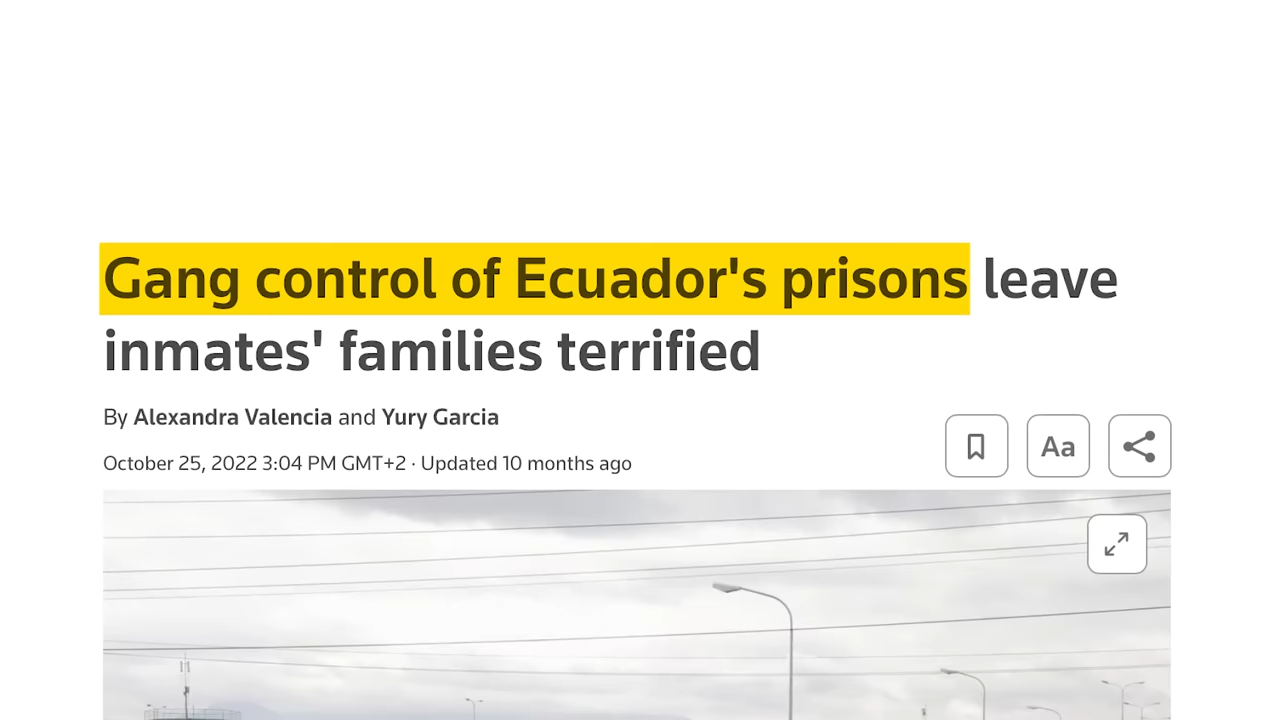 Gang control of Ecuador's prisons leave
inmates' families terrified
By Alexandra Valencia and Yury Garcia
October 25, 2022 3:04 PM GMT+2 · Updated 10 months ago
Aa